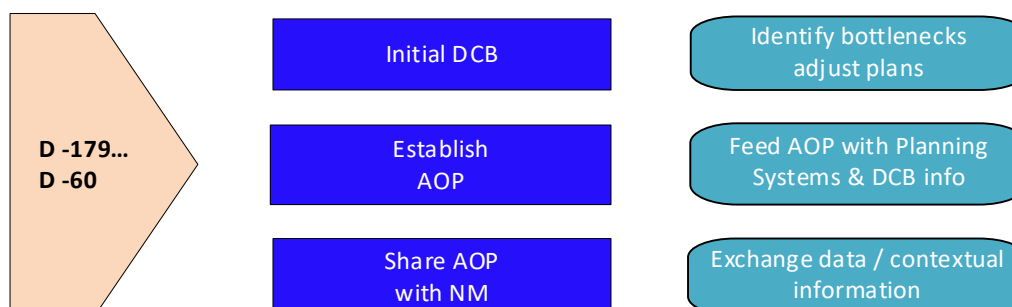 D -179...
D -60
Initial DCB
Identify bottlenecks
adjust plans
Establish
AOP
Feed AOP with Planning
Systems & DCB info
Share AOP
with NM
Exchange data / contextual
information